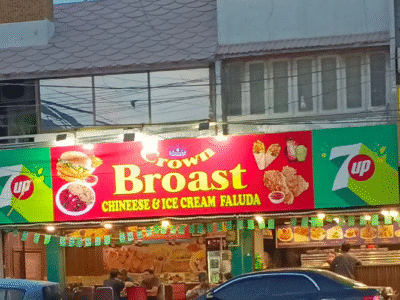 Crown
Broast
CHINEESE & ICE CREAM FALUDA
7up
7up